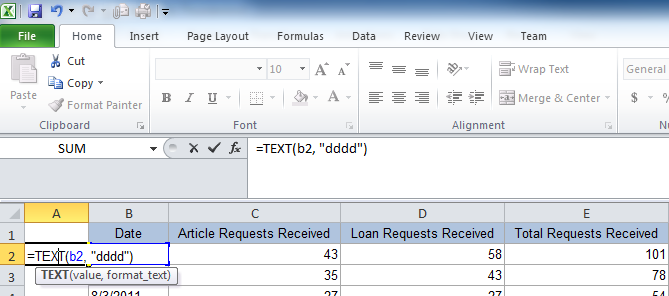 File Home Insert Page Layout Formulas Data Review View Team
Cut
Copy
Format Painter
Paste
10 A A
Wrap Text
General
B I U A
Merge & Center
$ %
Clipboard Font Alignment Nu
SUM fx =TEXT(b2, "dddd")
A B C D E
1 Date Article Requests Received Loan Requests Received Total Requests Received
2 =TEXT(b2, "dddd") 43 58 101
TEXT(value, format_text)
3 35 43 78
8/3/2011 27 27 54